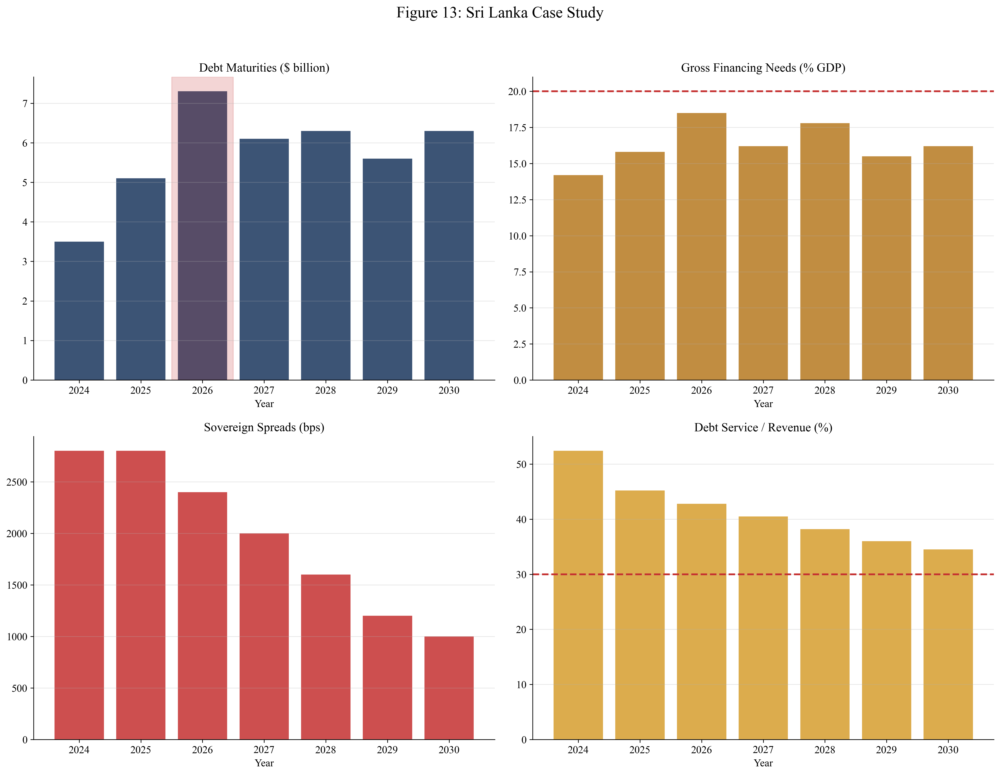 Figure 13: Sri Lanka Case Study
Debt Maturities ($ billion)
7
6
5
4
3
2
1
0
2024 2025 2026 2027 2028 2029 2030
Year
Gross Financing Needs (% GDP)
20.0
17.5
15.0
12.5
10.0
7.5
5.0
2.5
0.0
2024 2025 2026 2027 2028 2029 2030
Year
Sovereign Spreads (bps)
2500
2000
1500
1000
500
0
2024 2025 2026 2027 2028 2029 2030
Year
Debt Service / Revenue (%)
50
40
30
20
10
0
2024 2025 2026 2027 2028 2029 2030
Year